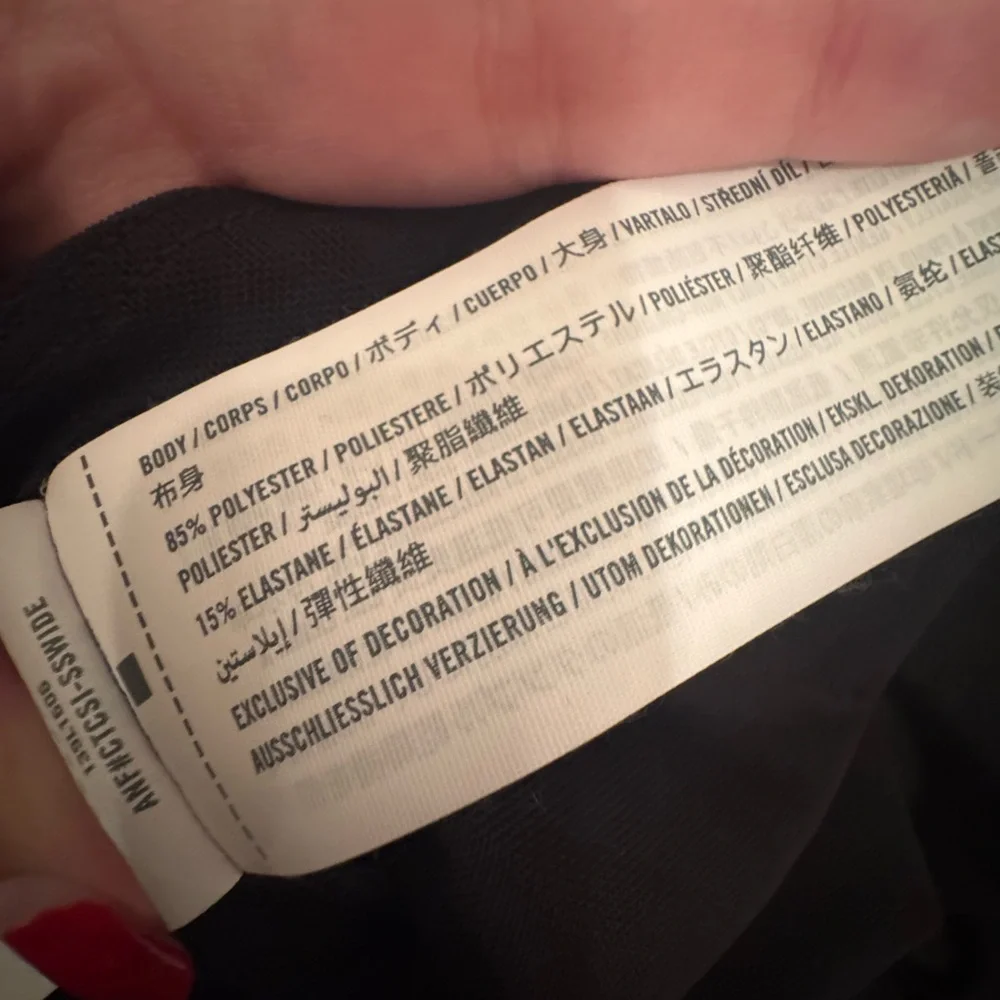 BODY / CORPS / CORPO / ボディ / CUERPO / 大身 / VARTALO / STŘEDNÍ DÍL /
布身
85% POLYESTER / POLIESTERE / ポリエステル / POLIÉSTER / 聚酯纤维 / POLYESTERIÄ /
POLIESTER / البوليستر / 聚脂纖維
15% ELASTANE / ÉLASTANE / ELASTAN / ELASTAAN / エラスタン / ELASTANO / 氨纶 /
إيلاستين / 彈性纖維
EXCLUSIVE OF DECORATION / À L'EXCLUSION DE LA DÉCORATION / EKSKL. DEKORATION /
AUSSCHLIESSLICH VERZIERUNG / UTOM DEKORATIONEN / ESCLUSA DECORAZIONE /
ANF#CTCSI-SSWIDE
139L1606